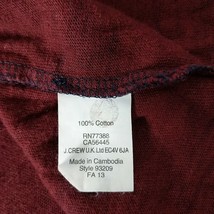 100% Cotton
RN77388
CA56445
J.CREW U.K. Ltd EC4V 6JA
Made in Cambodia
Style 93209
FA 13